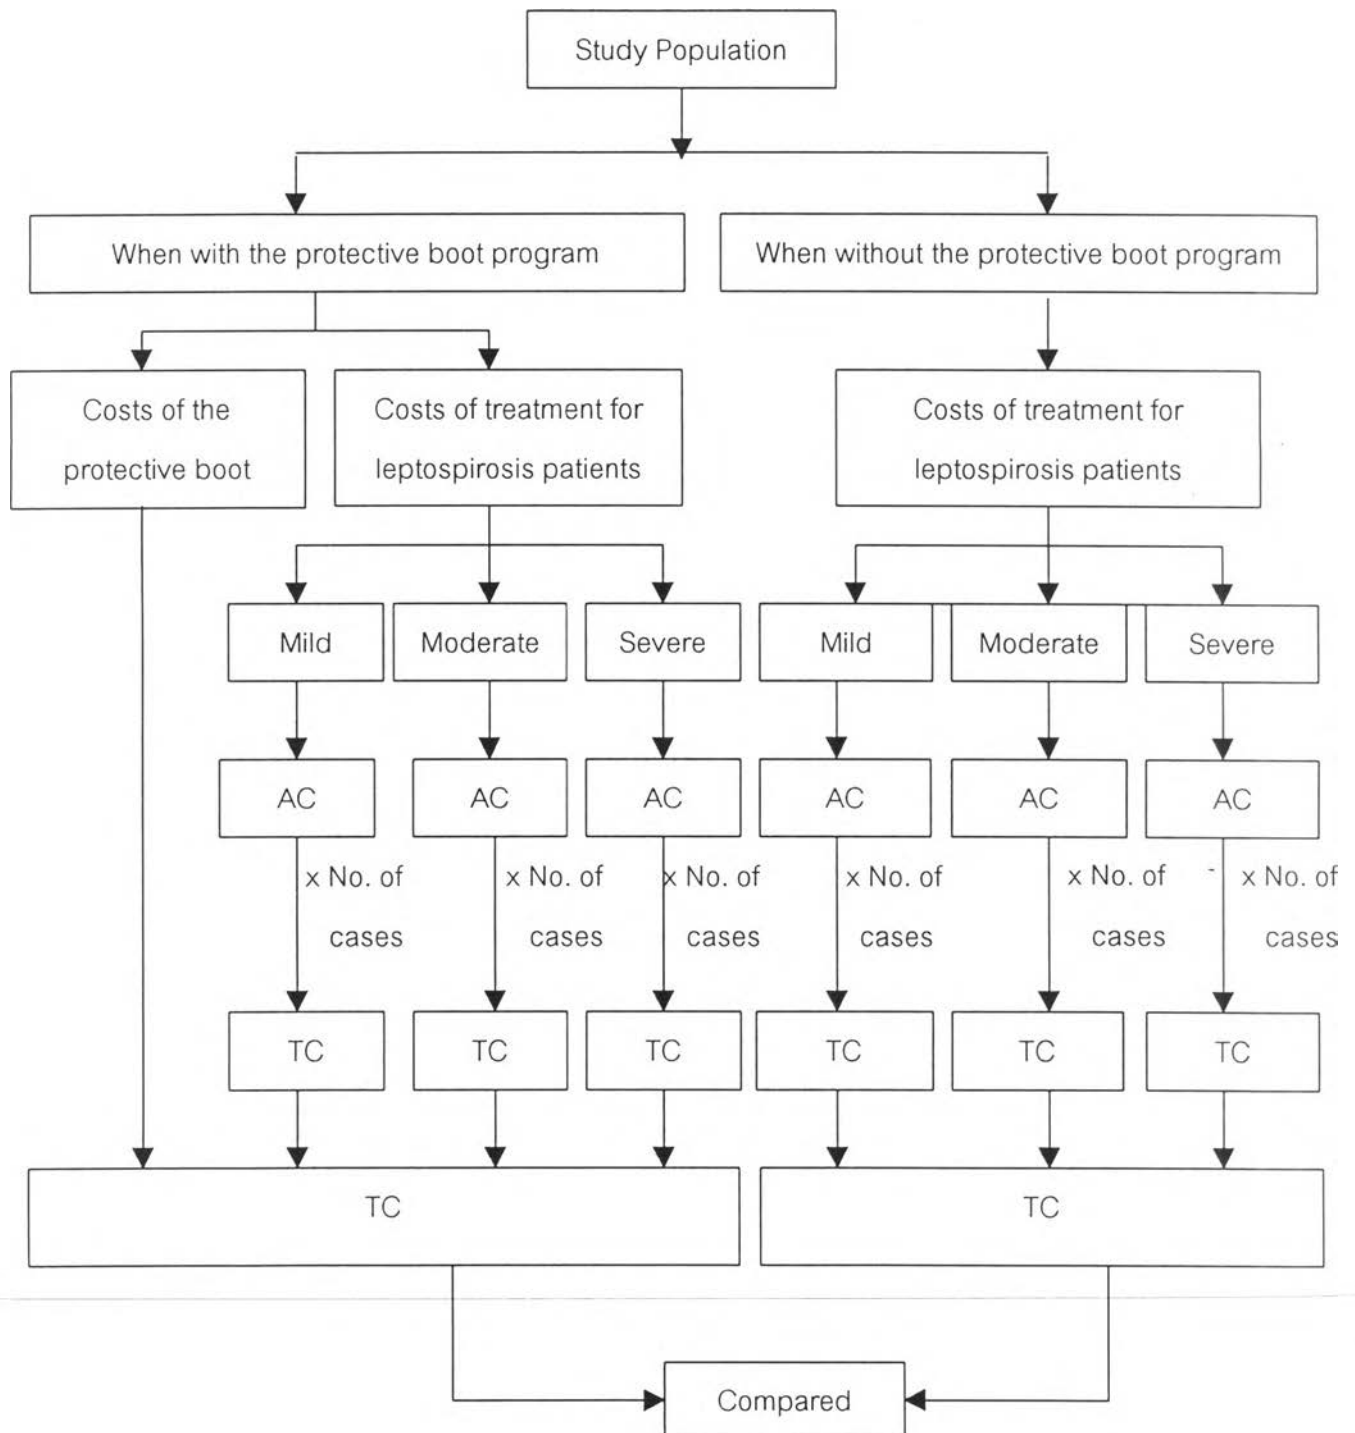 Study Population
When with the protective boot program
When without the protective boot program
Costs of the
protective boot
Costs of treatment for
leptospirosis patients
Costs of treatment for
leptospirosis patients
Mild
Moderate
Severe
Mild
Moderate
Severe
AC
AC
AC
AC
AC
AC
x No. of
cases
x No. of
cases
x No. of
cases
x No. of
cases
x No. of
cases
x No. of
cases
TC
TC
TC
TC
TC
TC
TC
TC
Compared